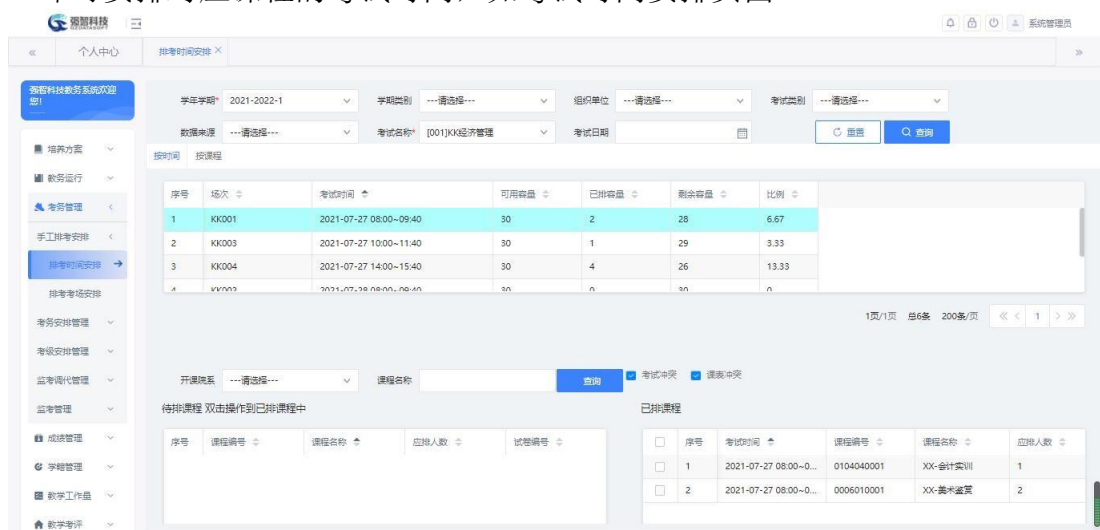 强智科技
系统管理员
个人中心
排考时间安排
强智科技教务系统欢迎
您!
培养方案
教务运行
考务管理
手工排考安排
排考时间安排
排考考场安排
考务安排管理
考级安排管理
监考调代管理
监考管理
成绩管理
学籍管理
教学工作量
教学考评
学年学期* 2021-2022-1 学期类别 ---请选择--- 组织单位 ---请选择--- 考试类别 ---请选择---
数据来源 ---请选择--- 考试名称* [001]KK经济管理 考试日期 重置 查询
按时间 按课程
序号 场次 考试时间 可用容量 已排容量 剩余容量 比例
1 KK001 2021-07-27 08:00~09:40 30 2 28 6.67
2 KK003 2021-07-27 10:00~11:40 30 1 29 3.33
3 KK004 2021-07-27 14:00~15:40 30 4 26 13.33
4 KK002 2021-07-28 08:00~09:40 30 0 30 0
1页/1页 总6条 200条/页 1
开课院系 ---请选择--- 课程名称 查询 考试冲突 课表冲突
待排课程 双击操作到已排课程中
序号 课程编号 课程名称 应排人数 试卷编号
已排课程
序号 考试时间 课程编号 课程名称 应排人数
1 2021-07-27 08:00~0... 0104040001 XX-会计实训 1
2 2021-07-27 08:00~0... 0006010001 XX-美术鉴赏 2